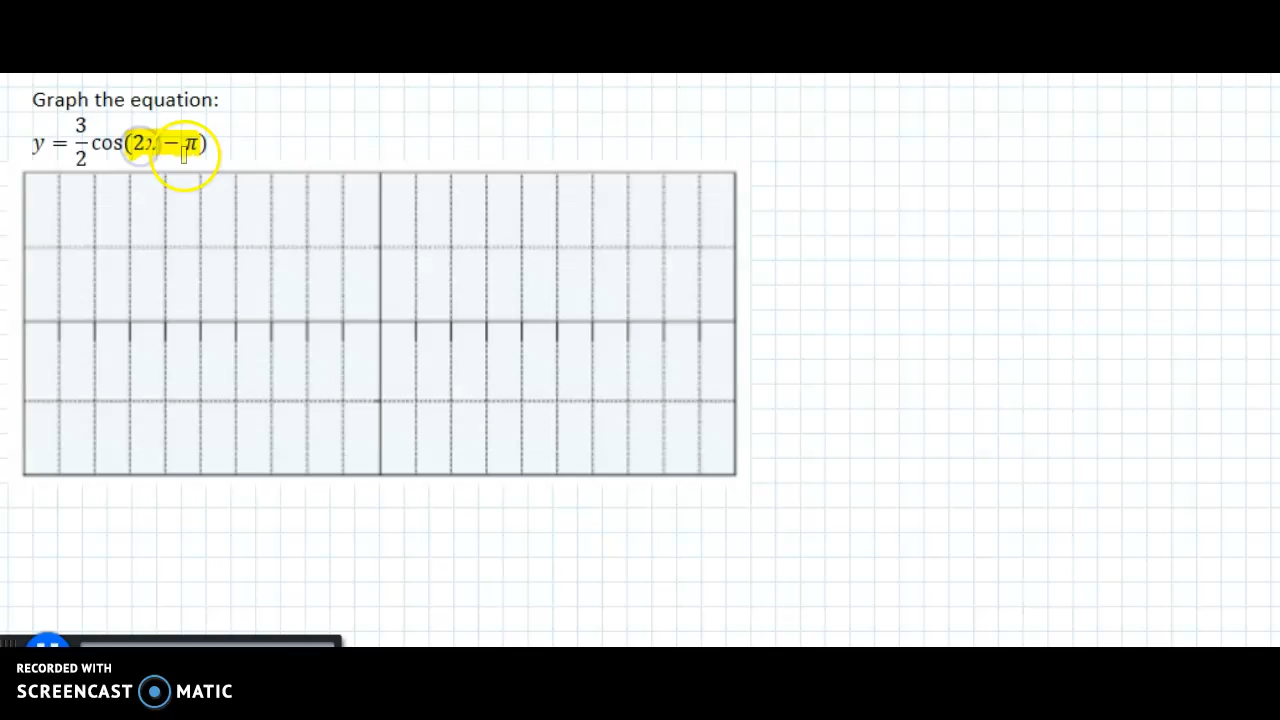 Graph the equation:
y = 3/2 cos(2x − π)
RECORDED WITH
SCREENCAST MATIC